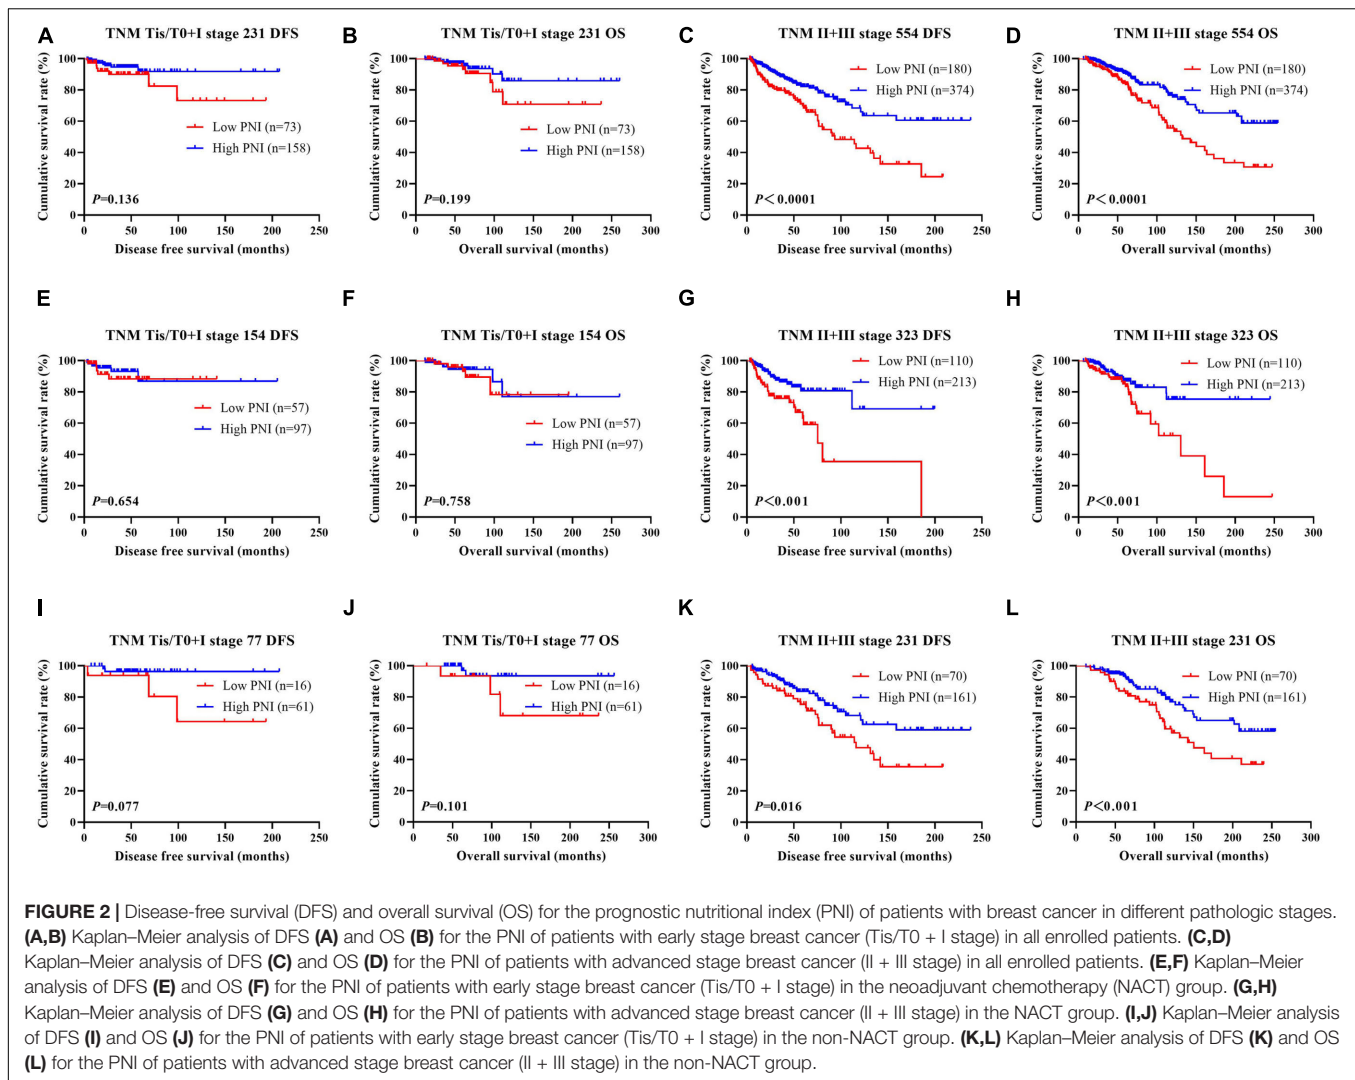 A
TNM Tis/T0+I stage 231 DFS
Cumulative survival rate (%)
100
80
60
40
20
0
Low PNI (n=73)
High PNI (n=158)
P=0.136
0 50 100 150 200 250
Disease free survival (months)
B
TNM Tis/T0+I stage 231 OS
Cumulative survival rate (%)
100
80
60
40
20
0
Low PNI (n=73)
High PNI (n=158)
P=0.199
0 50 100 150 200 250 300
Overall survival (months)
C
TNM II+III stage 554 DFS
Cumulative survival rate (%)
100
80
60
40
80
0
Low PNI (n=180)
High PNI (n=374)
P<0.0001
0 50 100 150 200 250
Disease free survival (months)
D
TNM II+III stage 554 OS
Cumulative survival rate (%)
100
80
60
40
80
0
Low PNI (n=180)
High PNI (n=374)
P<0.0001
0 50 100 150 200 250 300
Overall survival (months)
E
TNM Tis/T0+I stage 154 DFS
Cumulative survival rate (%)
100
80
60
40
80
0
Low PNI (n=57)
High PNI (n=97)
P=0.654
0 50 100 150 200 250
Disease free survival (months)
F
TNM Tis/T0+I stage 154 OS
Cumulative survival rate (%)
100
80
60
40
80
0
Low PNI (n=57)
High PNI (n=97)
P=0.758
0 50 100 150 200 250 300
Overall survival (months)
G
TNM II+III stage 323 DFS
Cumulative survival rate (%)
100
80
60
40
80
0
Low PNI (n=110)
High PNI (n=213)
P<0.001
0 50 100 150 200 250
Disease free survival (months)
H
TNM II+III stage 323 OS
Cumulative survival rate (%)
100
80
60
40
20
0
Low PNI (n=110)
High PNI (n=213)
P<0.001
0 50 100 150 200 250 300
Overall survival (months)
I
TNM Tis/T0+I stage 77 DFS
Cumulative survival rate (%)
100
80
60
40
20
0
Low PNI (n=16)
High PNI (n=61)
P=0.077
0 50 100 150 200 250
Disease free survival (months)
J
TNM Tis/T0+I stage 77 OS
Cumulative survival rate (%)
100
80
60
40
20
0
Low PNI (n=16)
High PNI (n=61)
P=0.101
0 50 100 150 200 250 300
Overall survival (months)
K
TNM II+III stage 231 DFS
Cumulative survival rate (%)
100
80
60
40
20
0
Low PNI (n=70)
High PNI (n=161)
P=0.016
0 50 100 150 200 250
Disease free survival (months)
L
TNM II+III stage 231 OS
Cumulative survival rate (%)
100
80
60
40
20
0
Low PNI (n=70)
High PNI (n=161)
P<0.001
0 50 100 150 200 250 300
Overall survival (months)
FIGURE 2 | Disease-free survival (DFS) and overall survival (OS) for the prognostic nutritional index (PNI) of patients with breast cancer in different pathologic stages.
(A,B) Kaplan–Meier analysis of DFS (A) and OS (B) for the PNI of patients with early stage breast cancer (Tis/T0 + I stage) in all enrolled patients. (C,D)
Kaplan–Meier analysis of DFS (C) and OS (D) for the PNI of patients with advanced stage breast cancer (II + III stage) in all enrolled patients. (E,F) Kaplan–Meier
analysis of DFS (E) and OS (F) for the PNI of patients with early stage breast cancer (Tis/T0 + I stage) in the neoadjuvant chemotherapy (NACT) group. (G,H)
Kaplan–Meier analysis of DFS (G) and OS (H) for the PNI of patients with advanced stage breast cancer (II + III stage) in the NACT group. (I,J) Kaplan–Meier analysis
of DFS (I) and OS (J) for the PNI of patients with early stage breast cancer (Tis/T0 + I stage) in the non-NACT group. (K,L) Kaplan–Meier analysis of DFS (K) and OS
(L) for the PNI of patients with advanced stage breast cancer (II + III stage) in the non-NACT group.